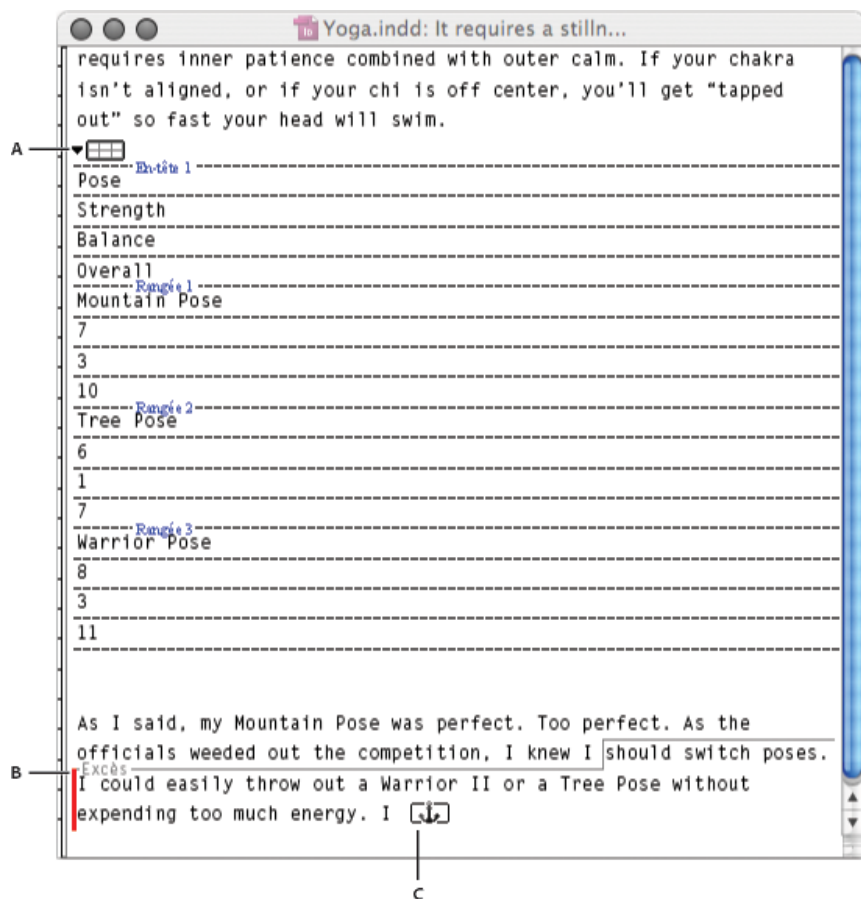 Yoga.indd: It requires a stilln...
requires inner patience combined with outer calm. If your chakra
isn't aligned, or if your chi is off center, you'll get “tapped
out” so fast your head will swim.
A
En-tête 1
Pose
Strength
Balance
Overall
Rangée 1
Mountain Pose
7
3
10
Rangée 2
Tree Pose
6
1
7
Rangée 3
Warrior Pose
8
3
11
As I said, my Mountain Pose was perfect. Too perfect. As the
officials weeded out the competition, I knew I should switch poses.
B
Excès
I could easily throw out a Warrior II or a Tree Pose without
expending too much energy. I
C